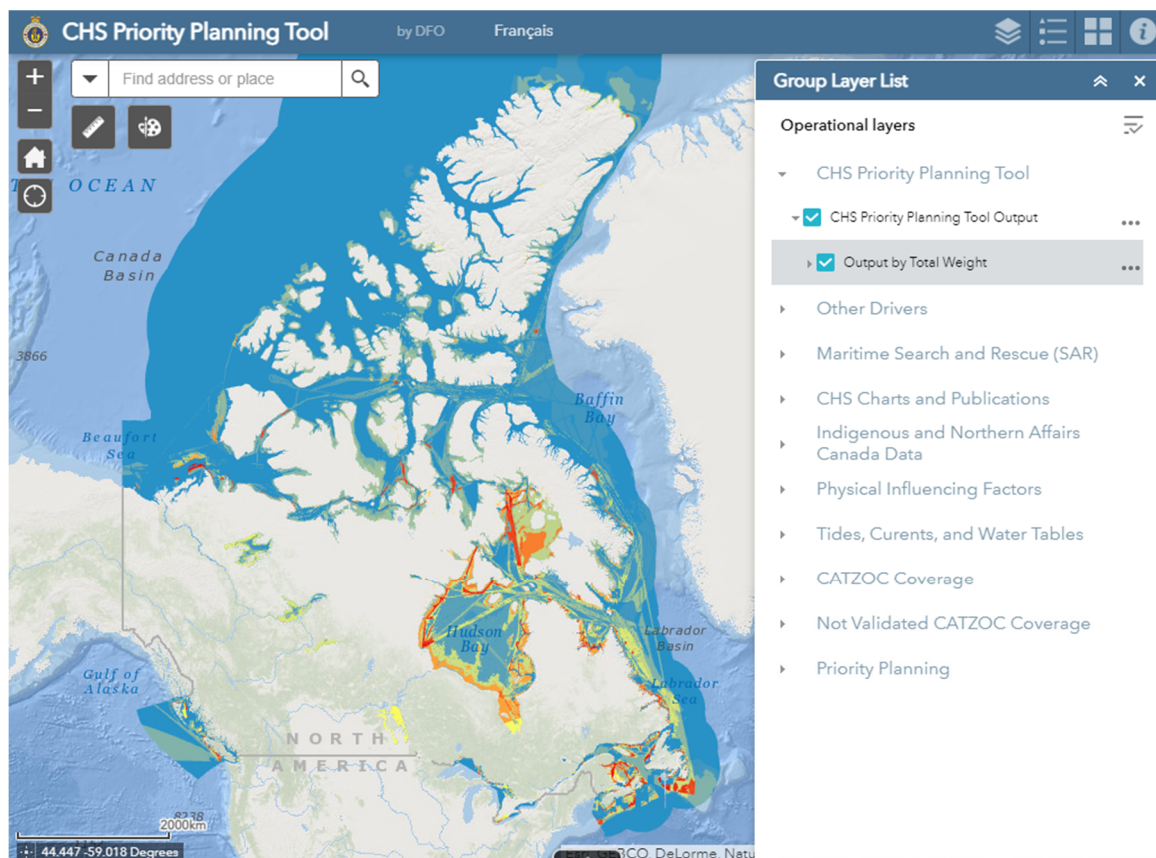 CHS Priority Planning Tool by DFO Français
Find address or place
Group Layer List
Operational layers
CHS Priority Planning Tool
CHS Priority Planning Tool Output
Output by Total Weight
Other Drivers
Maritime Search and Rescue (SAR)
CHS Charts and Publications
Indigenous and Northern Affairs
Canada Data
Physical Influencing Factors
Tides, Curents, and Water Tables
CATZOC Coverage
Not Validated CATZOC Coverage
Priority Planning
OCEAN
Canada
Basin
3866
Beaufort
Sea
Baffin
Bay
Hudson
Bay
Labrador
Basin
Labrador
Sea
Gulf of
Alaska
NORTH
AMERICA
8238
2000km
44.447 -59.018 Degrees
GEBCO, DeLorme, Natu